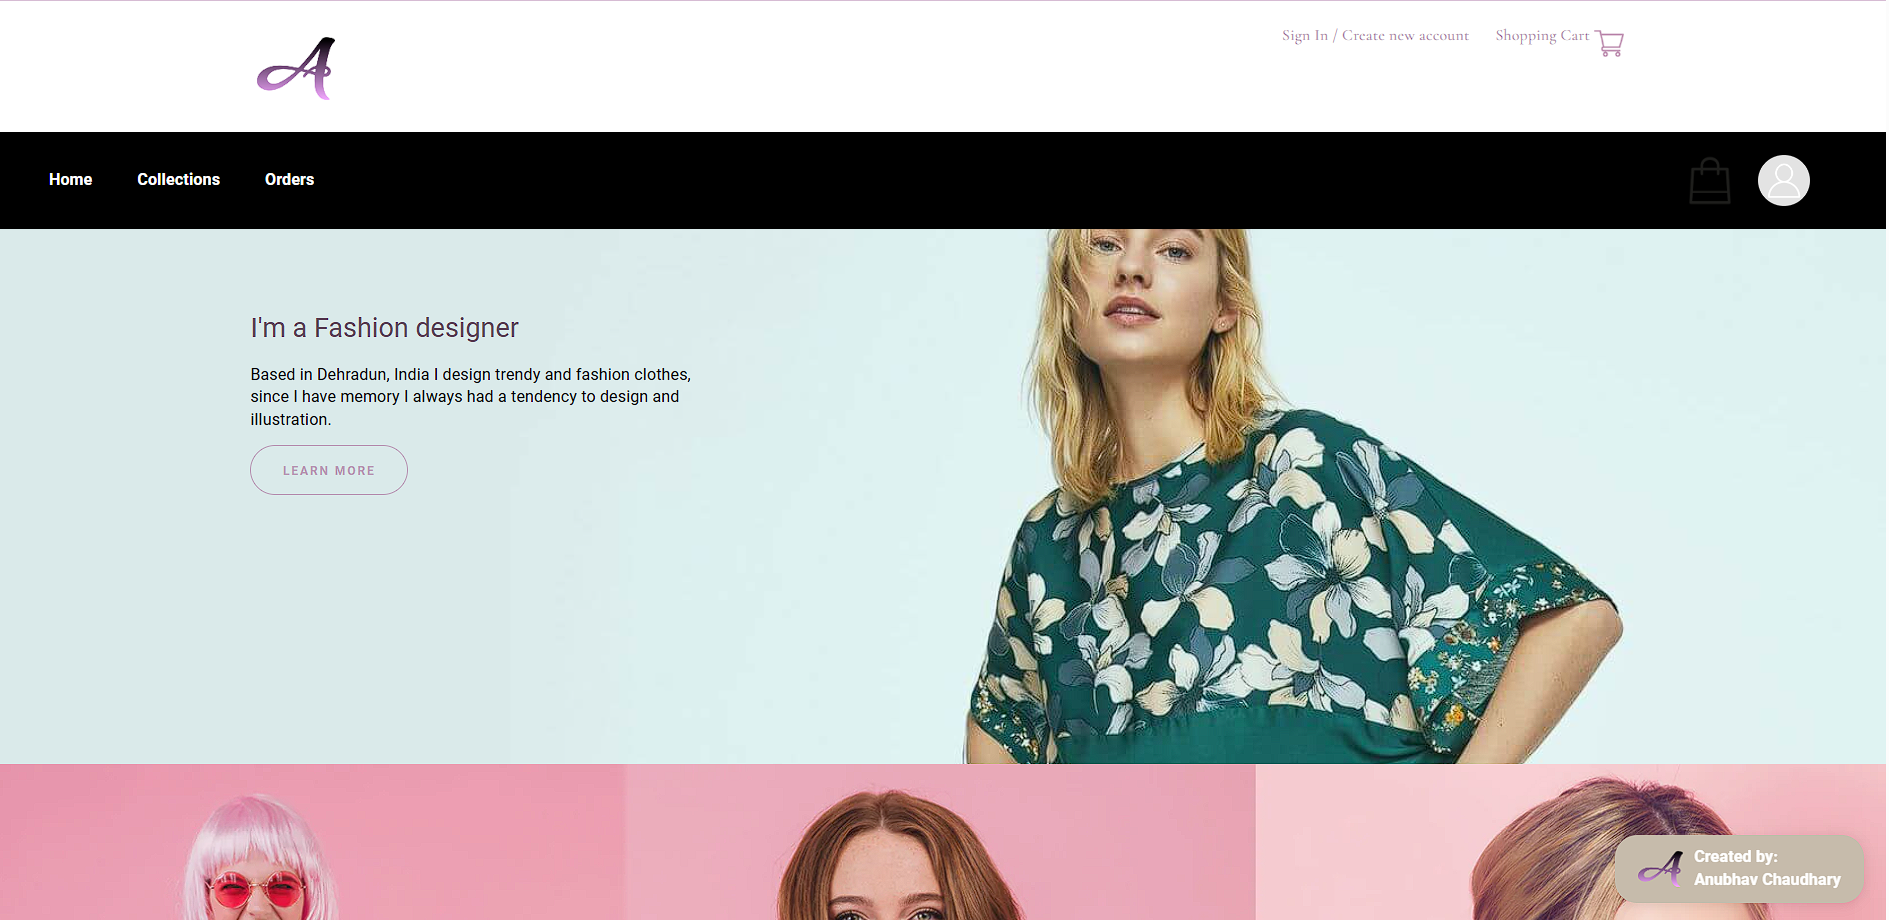 A
Sign In / Create new account
Shopping Cart
Home
Collections
Orders
I'm a Fashion designer
Based in Dehradun, India I design trendy and fashion clothes,
since I have memory I always had a tendency to design and
illustration.
LEARN MORE
A
Created by:
Anubhav Chaudhary